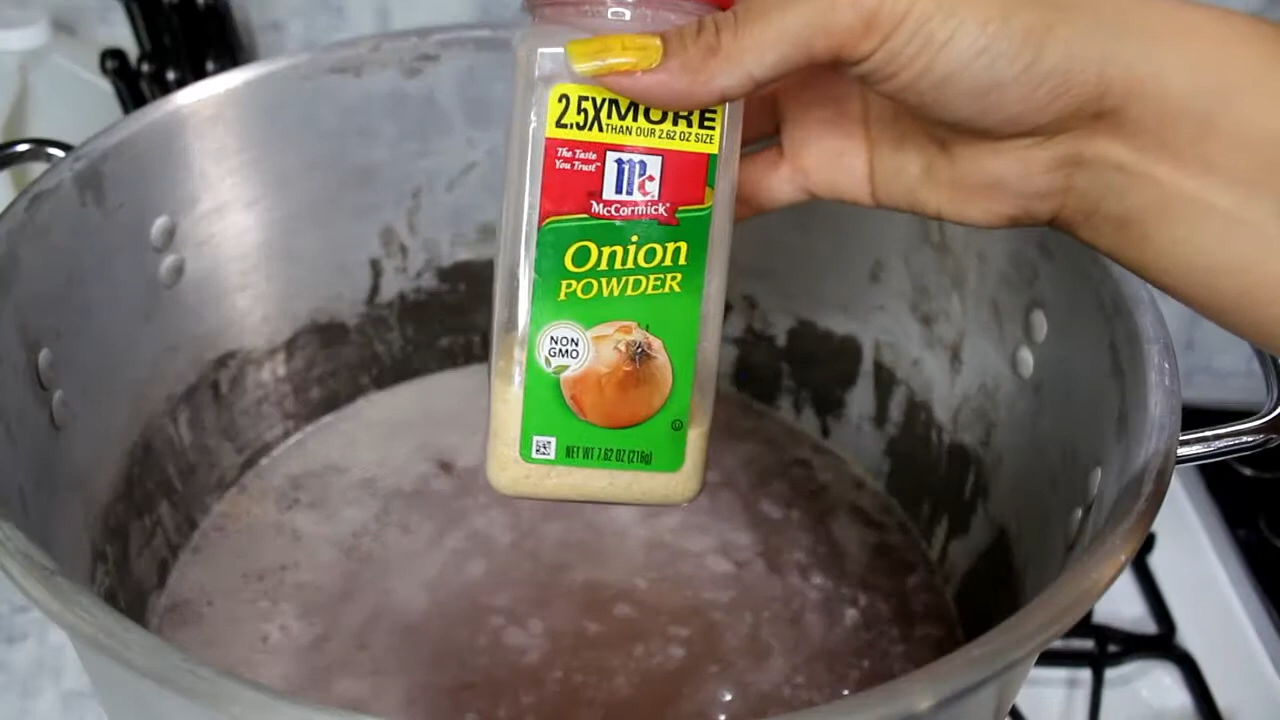 2.5X MORE
THAN OUR 2.62 OZ SIZE
The Taste
You Trust™
Mc
McCormick®
Onion
POWDER
NON
GMO
U
NET WT 7.62 OZ (216g)